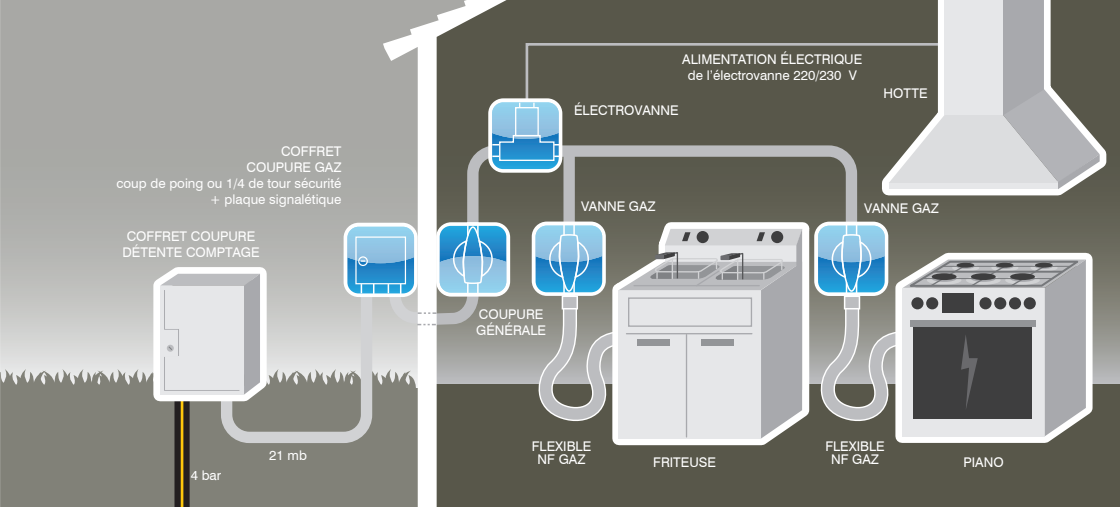 ALIMENTATION ÉLECTRIQUE
de l'électrovanne 220/230 V
HOTTE
ÉLECTROVANNE
COFFRET
COUPURE GAZ
coup de poing ou 1/4 de tour sécurité
+ plaque signalétique
VANNE GAZ
VANNE GAZ
COFFRET COUPURE
DÉTENTE COMPTAGE
COUPURE
GÉNÉRALE
FLEXIBLE
NF GAZ
FRITEUSE
FLEXIBLE
NF GAZ
PIANO
21 mb
4 bar